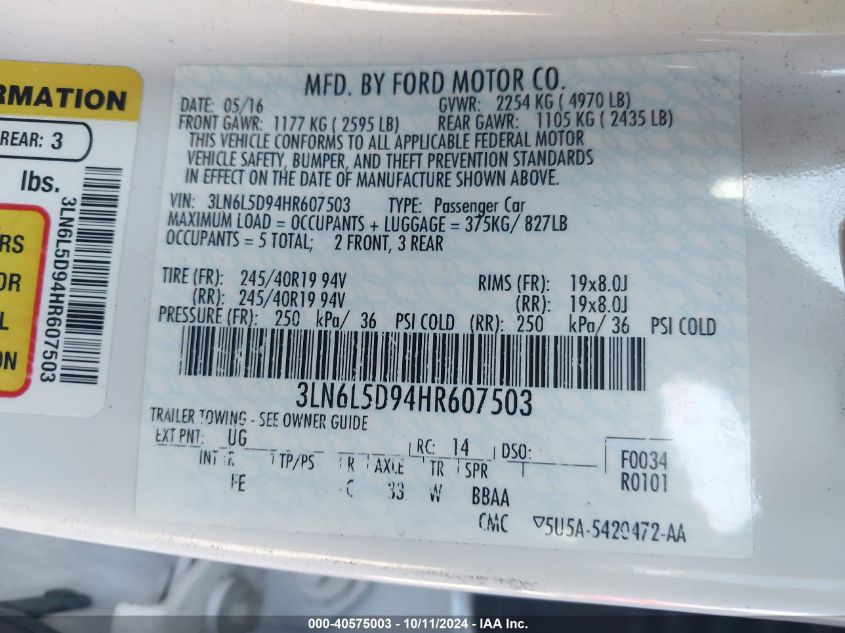 RMATION
REAR: 3
lbs.
RS
OR
L
ON
3LN6L5D94HR607503
MFD. BY FORD MOTOR CO.
DATE: 05/16 GVWR: 2254 KG ( 4970 LB)
FRONT GAWR: 1177 KG ( 2595 LB) REAR GAWR: 1105 KG ( 2435 LB)
THIS VEHICLE CONFORMS TO ALL APPLICABLE FEDERAL MOTOR
VEHICLE SAFETY, BUMPER, AND THEFT PREVENTION STANDARDS
IN EFFECT ON THE DATE OF MANUFACTURE SHOWN ABOVE.
VIN: 3LN6L5D94HR607503 TYPE: Passenger Car
MAXIMUM LOAD = OCCUPANTS + LUGGAGE = 375KG/ 827LB
OCCUPANTS = 5 TOTAL; 2 FRONT, 3 REAR
TIRE (FR): 245/40R19 94V RIMS (FR): 19x8.0J
(RR): 245/40R19 94V (RR): 19x8.0J
PRESSURE (FR): 250 kPa/ 36 PSI COLD (RR): 250 kPa/ 36 PSI COLD
3LN6L5D94HR607503
TRAILER TOWING - SEE OWNER GUIDE
EXT PNT: UG RC: 14 DSO: F0034
INT TR TP/PS R AXLE TR SPR R0101
C 33 W BBAA
CMC 5U5A-5420472-AA
000-40575003 - 10/11/2024 - IAA Inc.